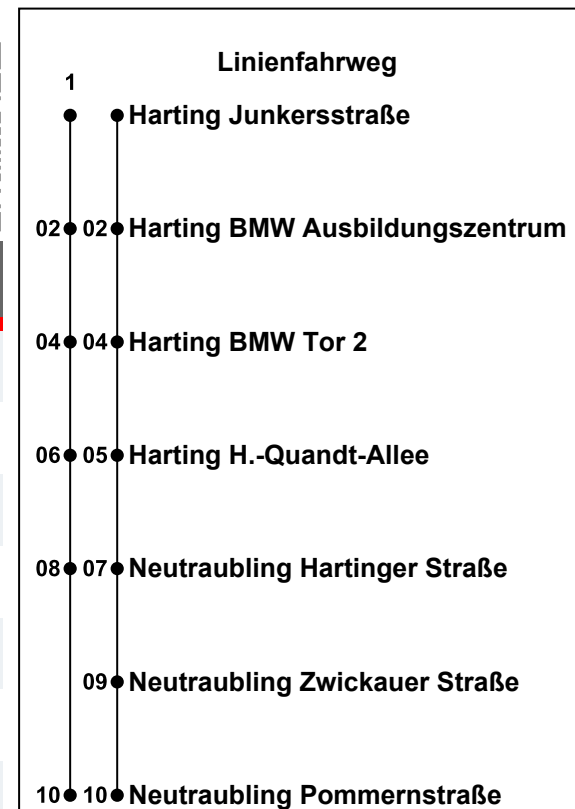 Linienfahrweg
1
Harting Junkersstraße
02 02 Harting BMW Ausbildungszentrum
04 04 Harting BMW Tor 2
06 05 Harting H.-Quandt-Allee
08 07 Neutraubling Hartinger Straße
09 Neutraubling Zwickauer Straße
10 10 Neutraubling Pommernstraße